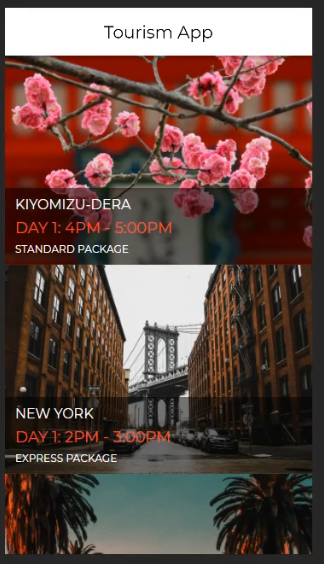 Tourism App
KIYOMIZU-DERA
DAY 1: 4PM - 5:00PM
STANDARD PACKAGE
NEW YORK
DAY 1: 2PM - 3:00PM
EXPRESS PACKAGE